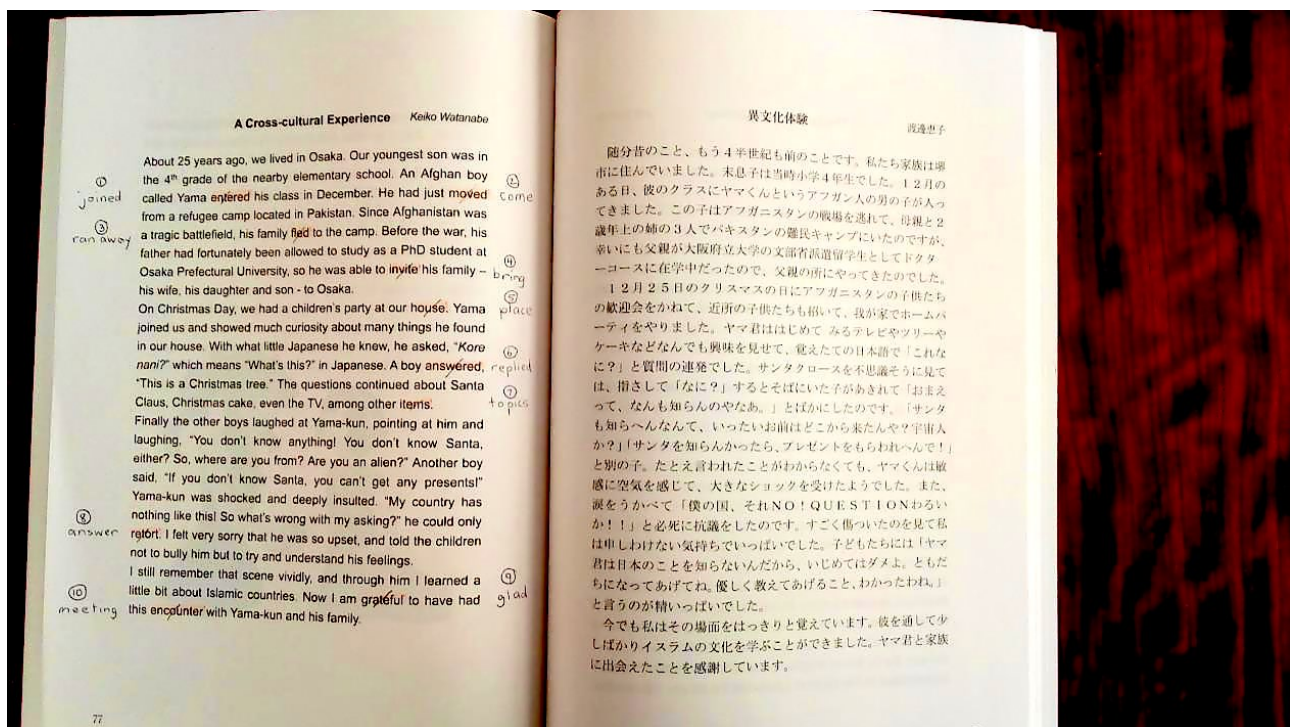 A Cross-cultural Experience Keiko Watanabe
About 25 years ago, we lived in Osaka. Our youngest son was in
the 4th grade of the nearby elementary school. An Afghan boy
called Yama entered his class in December. He had just moved
from a refugee camp located in Pakistan. Since Afghanistan was
a tragic battlefield, his family fled to the camp. Before the war, his
father had fortunately been allowed to study as a PhD student at
Osaka Prefectural University, so he was able to invite his family –
his wife, his daughter and son - to Osaka.
On Christmas Day, we had a children's party at our house. Yama
joined us and showed much curiosity about many things he found
in our house. With what little Japanese he knew, he asked, "Kore
nani?" which means "What's this?" in Japanese. A boy answered,
"This is a Christmas tree." The questions continued about Santa
Claus, Christmas cake, even the TV, among other items.
Finally the other boys laughed at Yama-kun, pointing at him and
laughing, "You don't know anything! You don't know Santa,
either? So, where are you from? Are you an alien?" Another boy
said, "If you don't know Santa, you can't get any presents!"
Yama-kun was shocked and deeply insulted. "My country has
nothing like this! So what's wrong with my asking?" he could only
retort. I felt very sorry that he was so upset, and told the children
not to bully him but to try and understand his feelings.
I still remember that scene vividly, and through him I learned a
little bit about Islamic countries. Now I am grateful to have had
this encounter with Yama-kun and his family.
① joined
② come
③ ran away
④ bring
⑤ place
⑥ replied
⑦ topics
⑧ answer
⑨ glad
⑩ meeting
77
異文化体験
渡邊恵子
随分昔のこと、もう4半世紀も前のことです。私たち家族は堺
市に住んでいました。末息子は当時小学4年生でした。12月の
ある日、彼のクラスにヤマくんというアフガン人の男の子が入っ
てきました。この子はアフガニスタンの戦場を逃れて、母親と2
歳年上の姉の3人でパキスタンの難民キャンプにいたのですが、
幸いにも父親が大阪府立大学の文部省派遣留学生としてドクタ
ーコースに在学中だったので、父親の所にやってきたのでした。
12月25日のクリスマスの日にアフガニスタンの子供たち
の歓迎会をかねて、近所の子供たちも招いて、我が家でホームパ
ーティをやりました。ヤマ君ははじめて みるテレビやツリーや
ケーキなどなんでも興味を見せて、覚えたての日本語で「これな
に?」と質問の連発でした。サンタクロースを不思議そうに見て
は、指さして「なに?」するとそばにいた子があきれて「おまえ
って、なんも知らんのやなあ。」とばかにしたのです。「サンタ
も知らへんなんて、いったいお前はどこから来たんや?宇宙人
か?」「サンタを知らんかったら、プレゼントをもらわれへんで!」
と別の子。たとえ言われたことがわからなくても、ヤマくんは敏
感に空気を感じて、大きなショックを受けたようでした。また、
涙をうかべて「僕の国、それNO!QUESTIONわるい
か!!」と必死に抗議をしたのです。すごく傷ついたのを見て私
は申しわけない気持ちでいっぱいでした。子どもたちには「ヤマ
君は日本のことを知らないんだから、いじめてはダメよ。ともだ
ちになってあげてね。優しく教えてあげること、わかったわね。」
と言うのが精いっぱいでした。
今でも私はその場面をはっきりと覚えています。彼を通して少
しばかりイスラムの文化を学ぶことができました。ヤマ君と家族
に出会えたことを感謝しています。